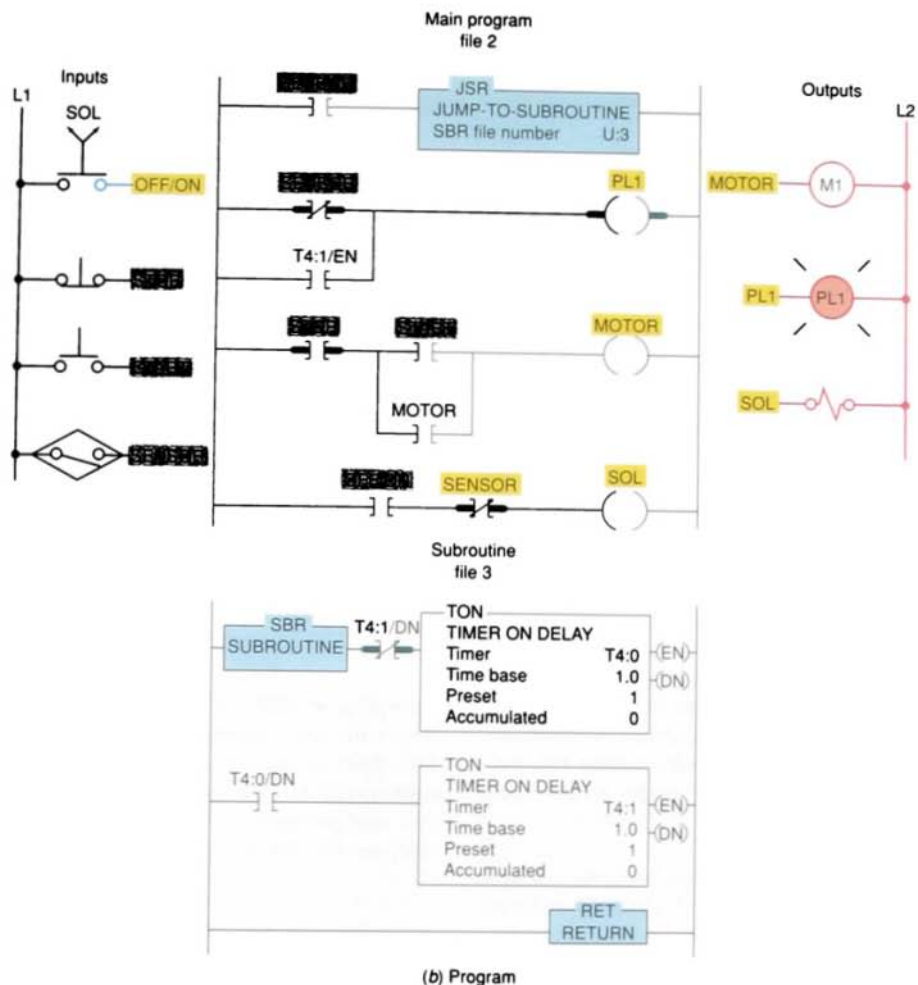 Main program
file 2
Inputs
L1
SOL
OFF/ON
JSR
JUMP-TO-SUBROUTINE
SBR file number U:3
Outputs
L2
PL1
MOTOR
M1
T4:1/EN
PL1
PL1
MOTOR
MOTOR
SOL
SENSOR
SOL
Subroutine
file 3
SBR
SUBROUTINE
T4:1/DN
TON
TIMER ON DELAY
Timer T4:0
(EN)
Time base 1.0
(DN)
Preset 1
Accumulated 0
T4:0/DN
TON
TIMER ON DELAY
Timer T4:1
(EN)
Time base 1.0
(DN)
Preset 1
Accumulated 0
RET
RETURN
(b) Program